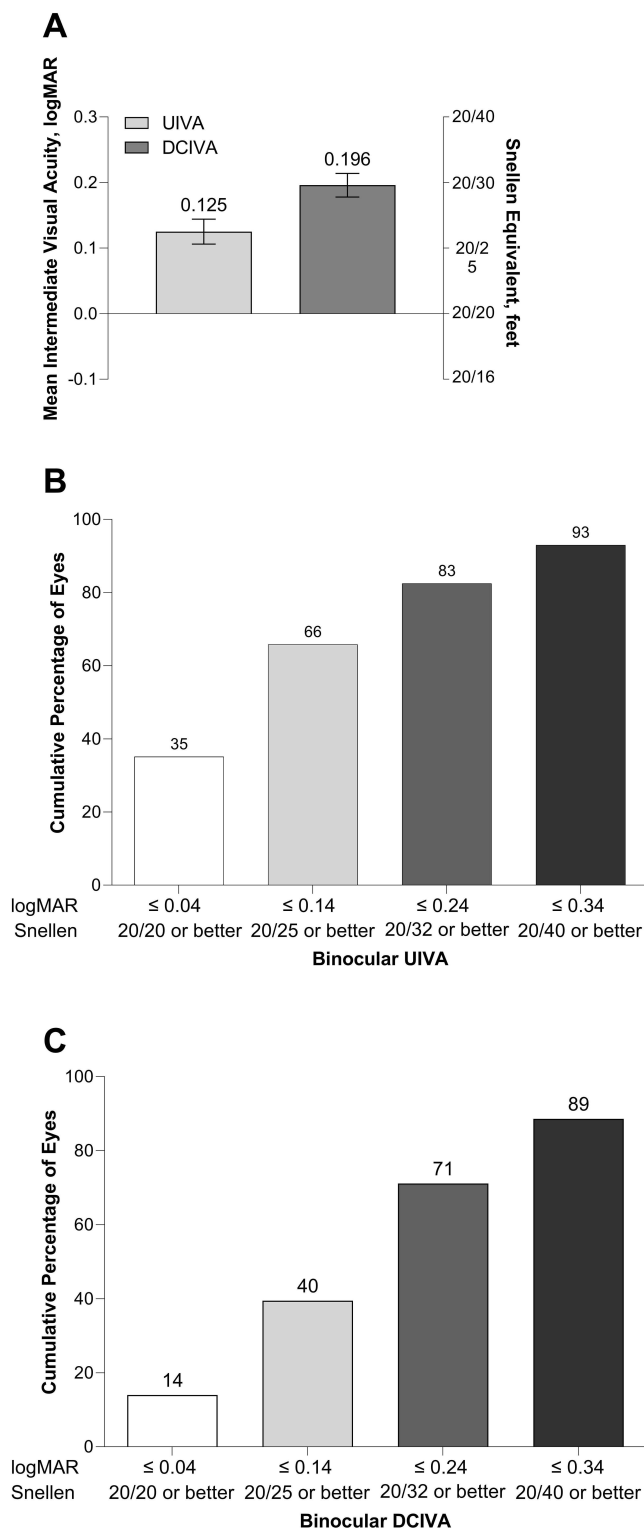 A
Mean Intermediate Visual Acuity, logMAR
0.3
0.2
0.1
0.0
-0.1
UIVA
DCIVA
0.125
0.196
20/40
20/30
20/2
5
20/20
20/16
Snellen Equivalent, feet
B
Cumulative Percentage of Eyes
100
80
60
40
20
0
35
66
83
93
logMAR ≤ 0.04 ≤ 0.14 ≤ 0.24 ≤ 0.34
Snellen 20/20 or better 20/25 or better 20/32 or better 20/40 or better
Binocular UIVA
C
Cumulative Percentage of Eyes
100
80
60
40
20
0
14
40
71
89
logMAR ≤ 0.04 ≤ 0.14 ≤ 0.24 ≤ 0.34
Snellen 20/20 or better 20/25 or better 20/32 or better 20/40 or better
Binocular DCIVA